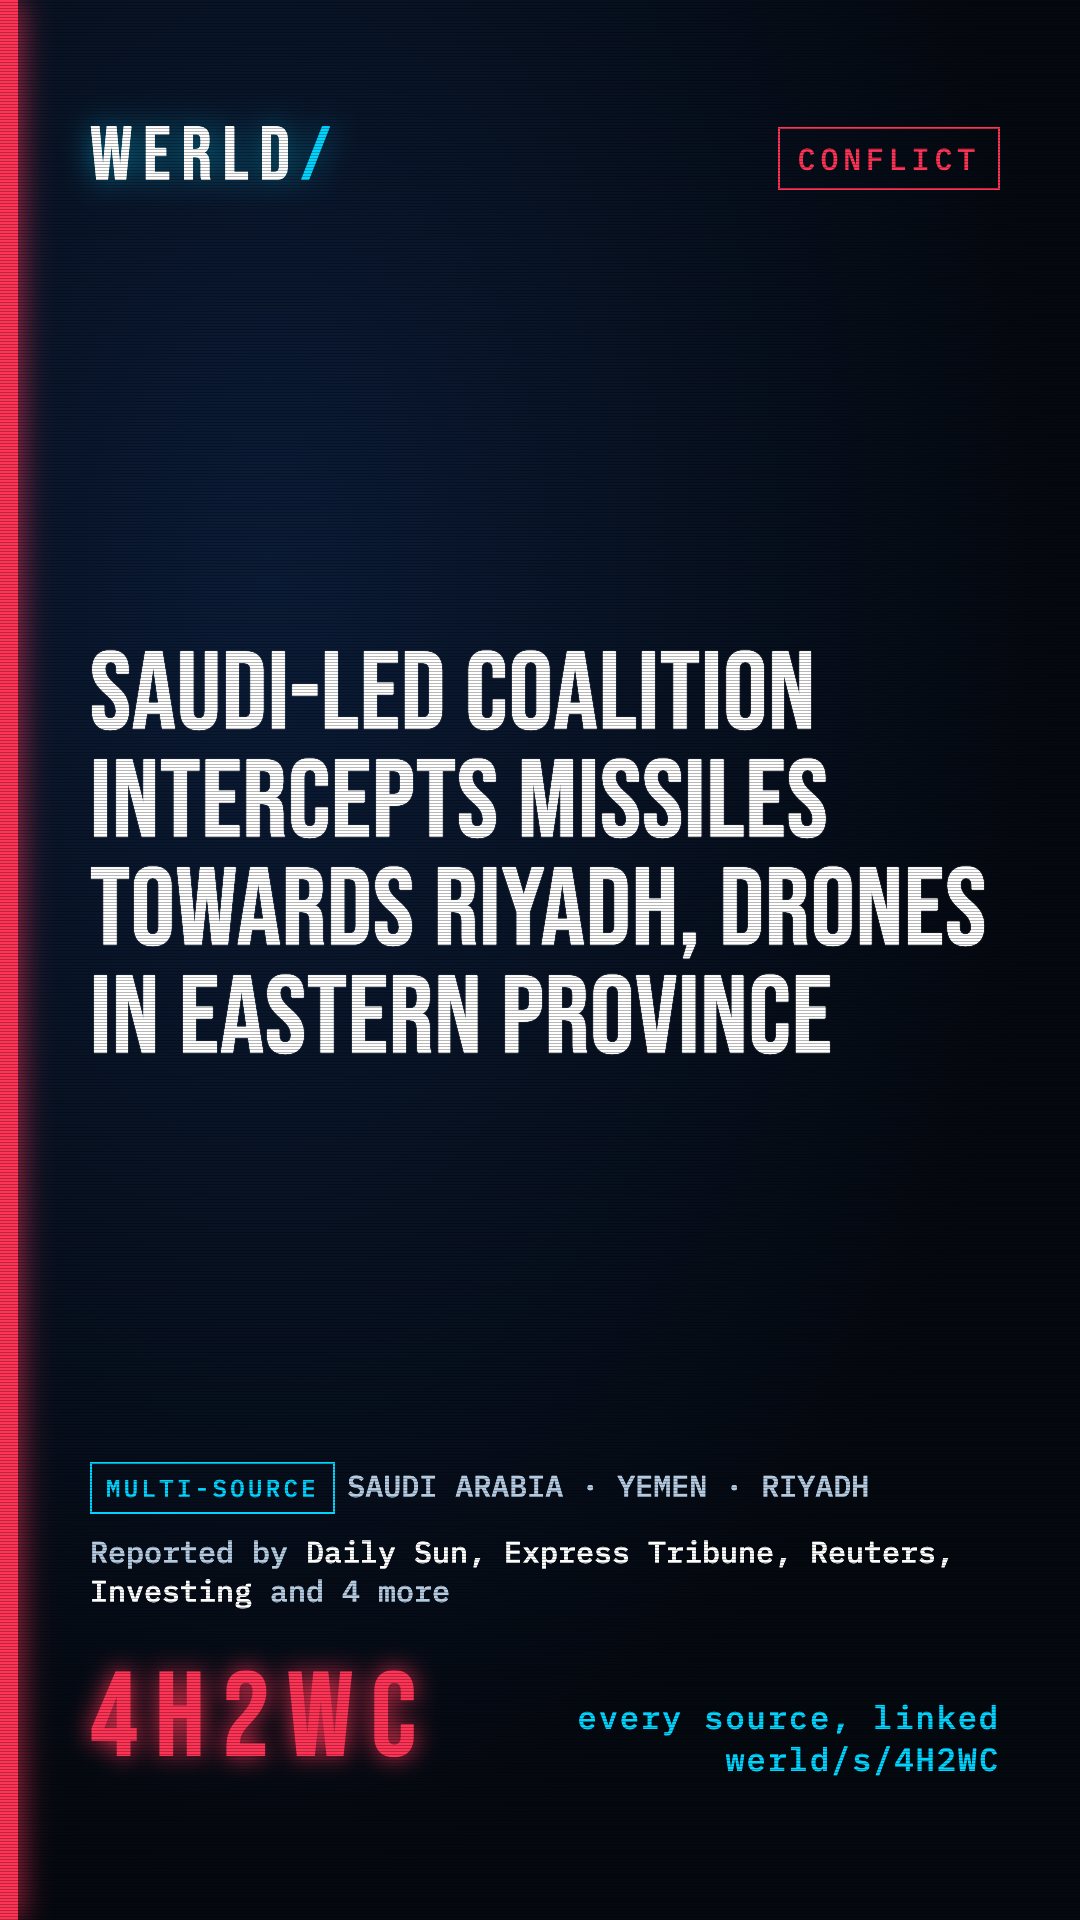 WERLD/
CONFLICT
SAUDI-LED COALITION
INTERCEPTS MISSILES
TOWARDS RIYADH, DRONES
IN EASTERN PROVINCE
MULTI-SOURCE SAUDI ARABIA · YEMEN · RIYADH
Reported by Daily Sun, Express Tribune, Reuters,
Investing and 4 more
4H2WC
every source, linked
werld/s/4H2WC